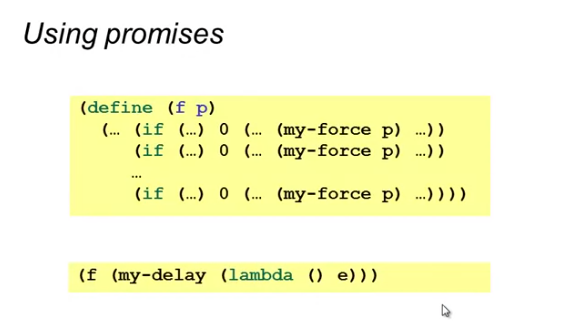 Using promises
(define (f p)
(… (if (…) 0 (… (my-force p) …))
(if (…) 0 (… (my-force p) …))
…
(if (…) 0 (… (my-force p) …))))
(f (my-delay (lambda () e)))